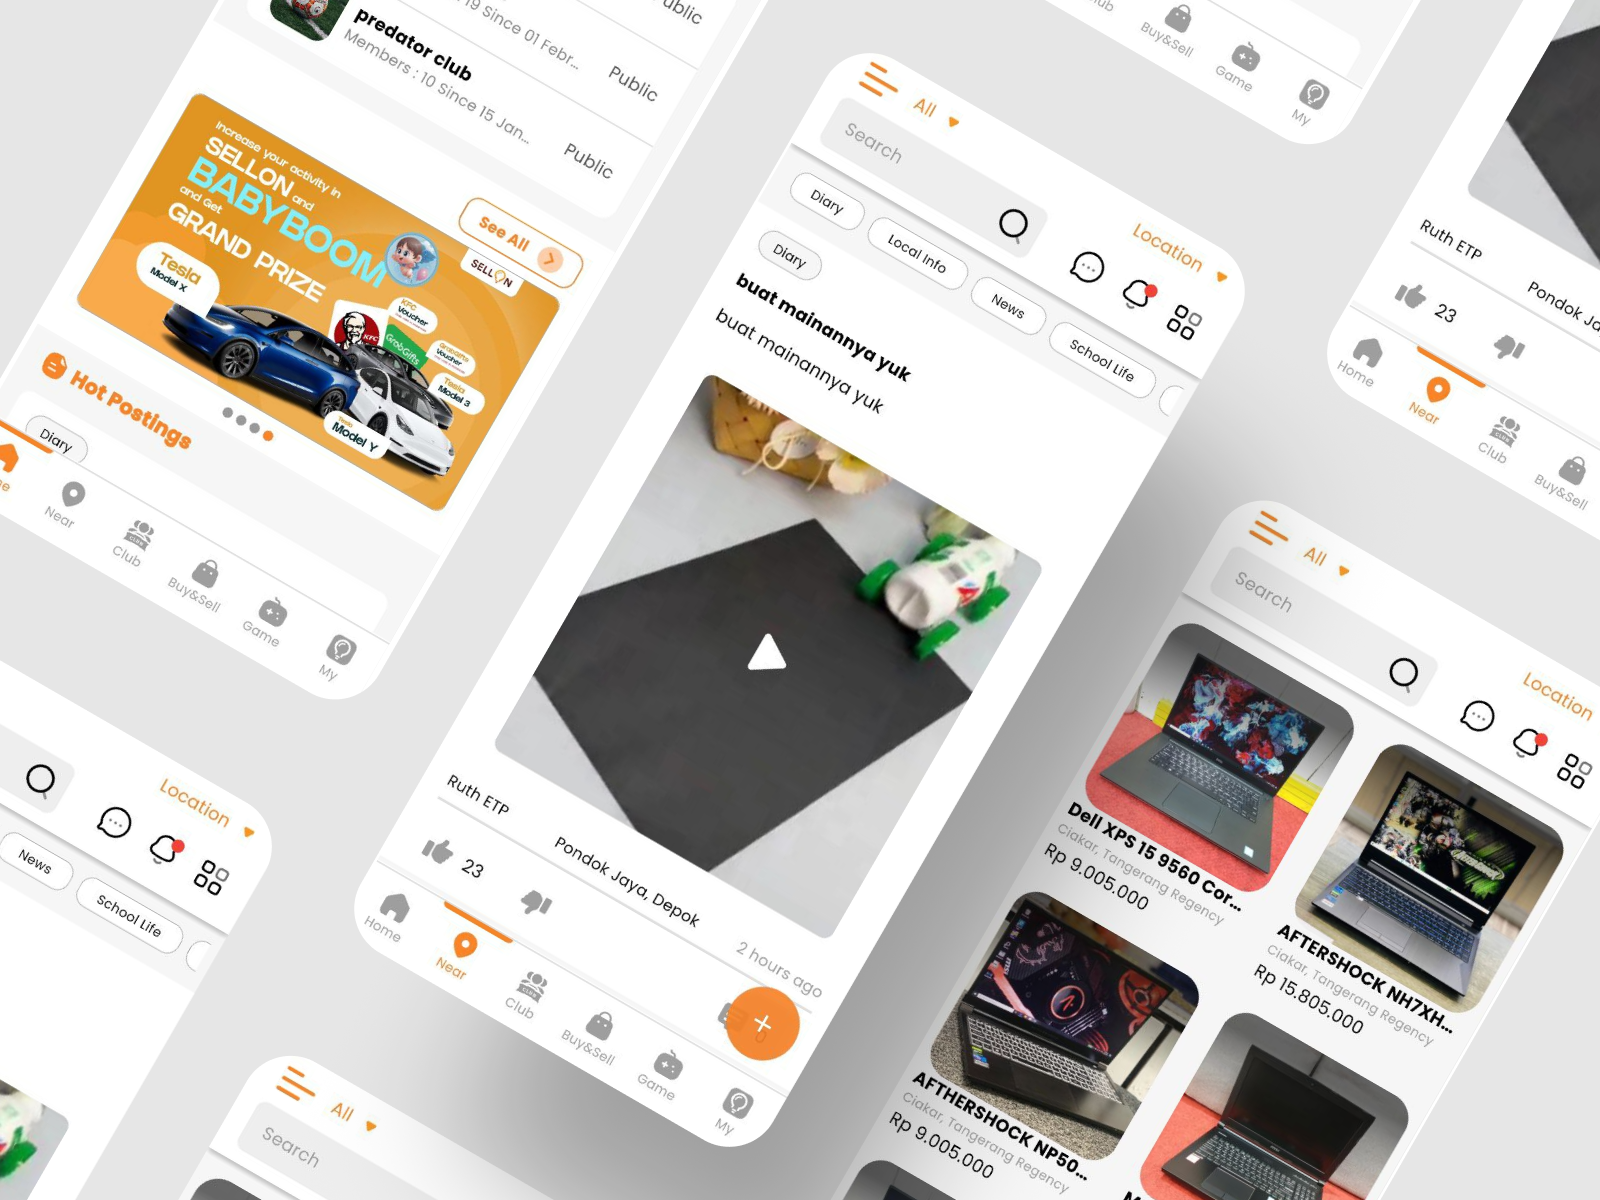 19 Since 01 Febr...
Public
predator club
Members : 10 Since 15 Jan...
Public
Public
Increase your activity in
SELLON and
BABYBOOM
and Get
GRAND PRIZE
See All
SELLON
Tesla
Model X
KFC
KFC
Voucher
GrabGifts
GrabGifts
Voucher
Tesla
Model 3
Tesla
Model Y
Hot Postings
Diary
Near
Club
Buy&Sell
Game
My
All
Search
Location
Diary
Local Info
News
School Life
Diary
buat mainannya yuk
buat mainannya yuk
Ruth ETP
Pondok Jaya, Depok
23
2 hours ago
Home
Near
CLUB
Club
Buy&Sell
Game
My
Club
Buy&Sell
Game
My
Ruth ETP
Pondok Ja
23
Home
Near
Club
Buy&Sell
All
Search
Location
Dell XPS 15 9560 Cor...
Ciakar, Tangerang Regency
Rp 9.005.000
AFTERSHOCK NH7XH...
Ciakar, Tangerang Regency
Rp 15.805.000
AFTHERSHOCK NP50...
Ciakar, Tangerang Regency
Rp 9.005.000
Location
News
School Life
All
Search